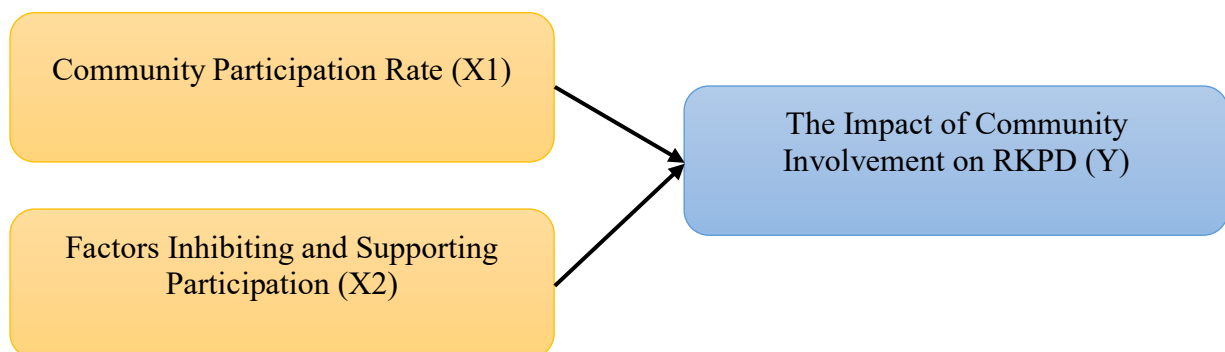 Community Participation Rate (X1)
The Impact of Community
Involvement on RKPD (Y)
Factors Inhibiting and Supporting
Participation (X2)